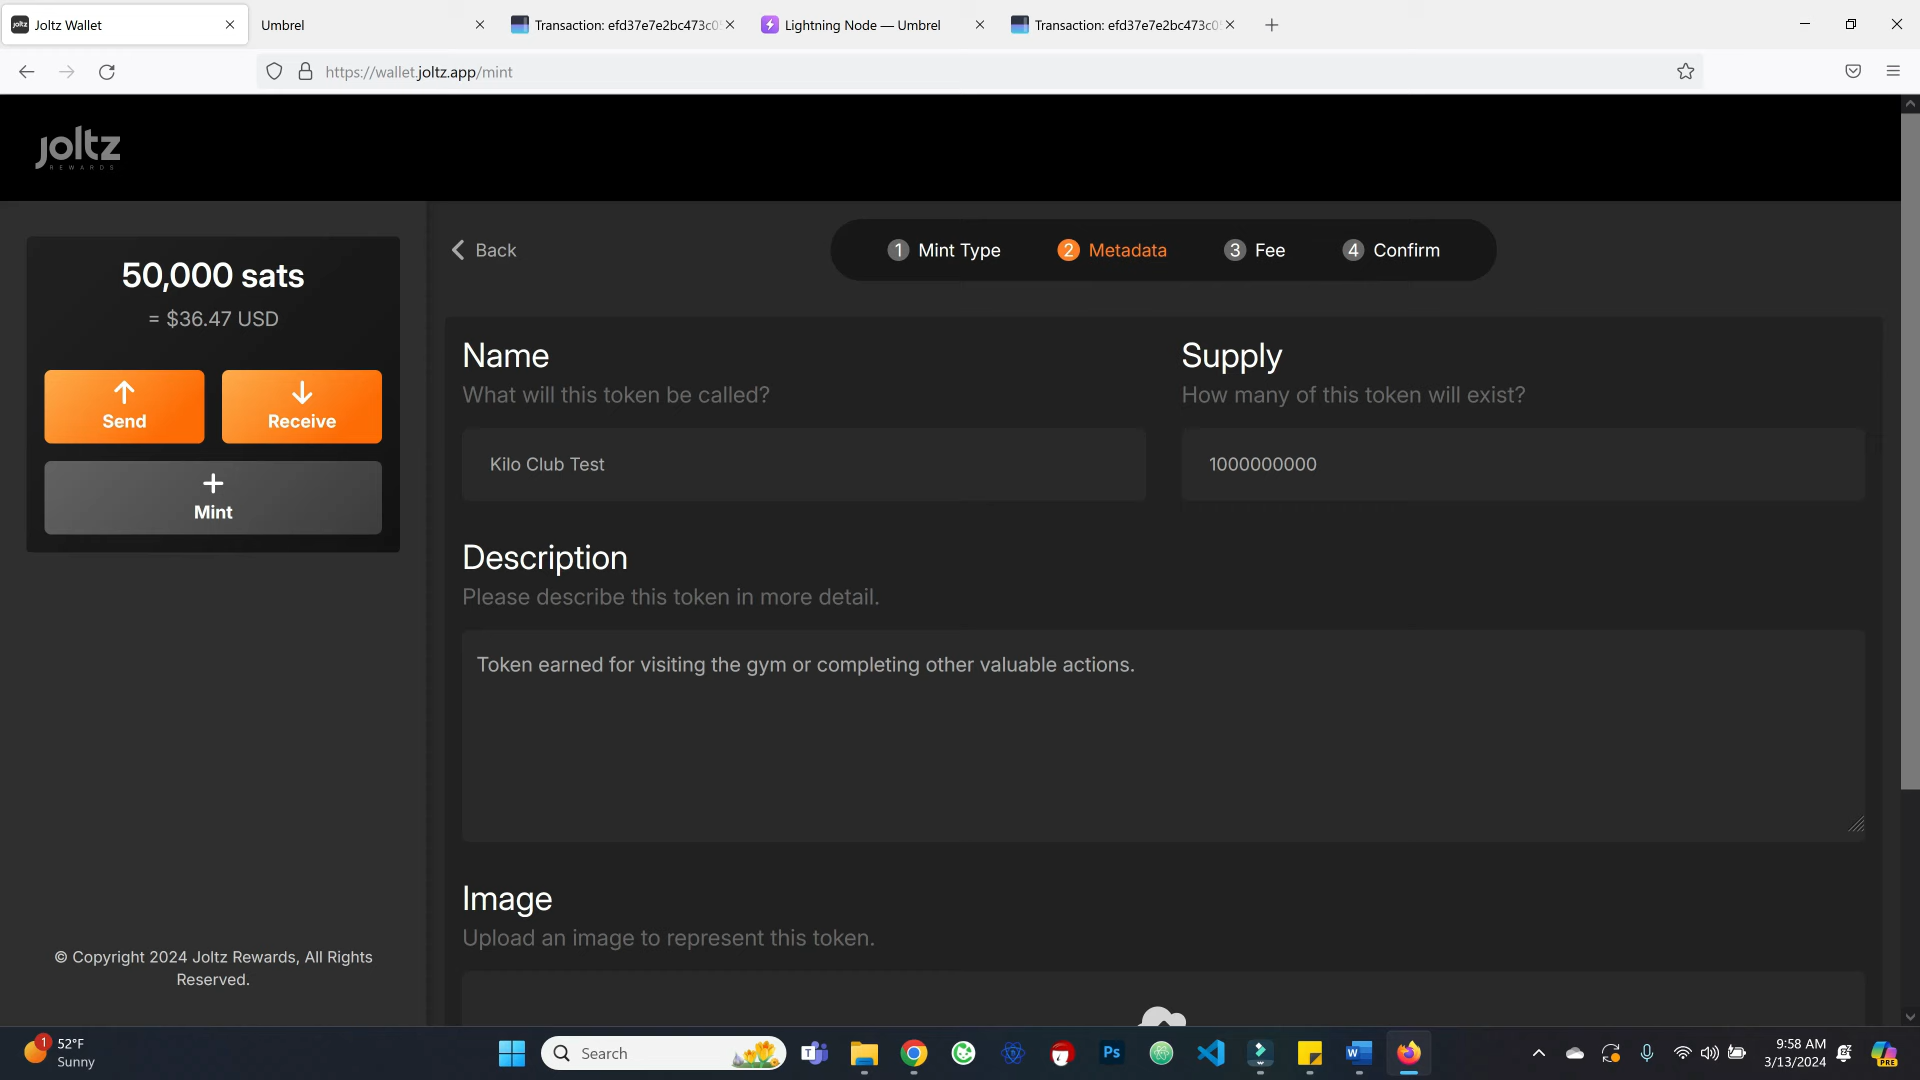 Joltz Wallet
Umbrel
Transaction: efd37e7e2bc473c0
Lightning Node — Umbrel
Transaction: efd37e7e2bc473c0
https://wallet.joltz.app/mint
joltz
REWARDS
50,000 sats
= $36.47 USD
Send
Receive
Mint
© Copyright 2024 Joltz Rewards, All Rights
Reserved.
Back
1 Mint Type
2 Metadata
3 Fee
4 Confirm
Name
What will this token be called?
Kilo Club Test
Supply
How many of this token will exist?
1000000000
Description
Please describe this token in more detail.
Token earned for visiting the gym or completing other valuable actions.
Image
Upload an image to represent this token.
1
52°F
Sunny
Search
T
Ps
W
9:58 AM
3/13/2024
PRE